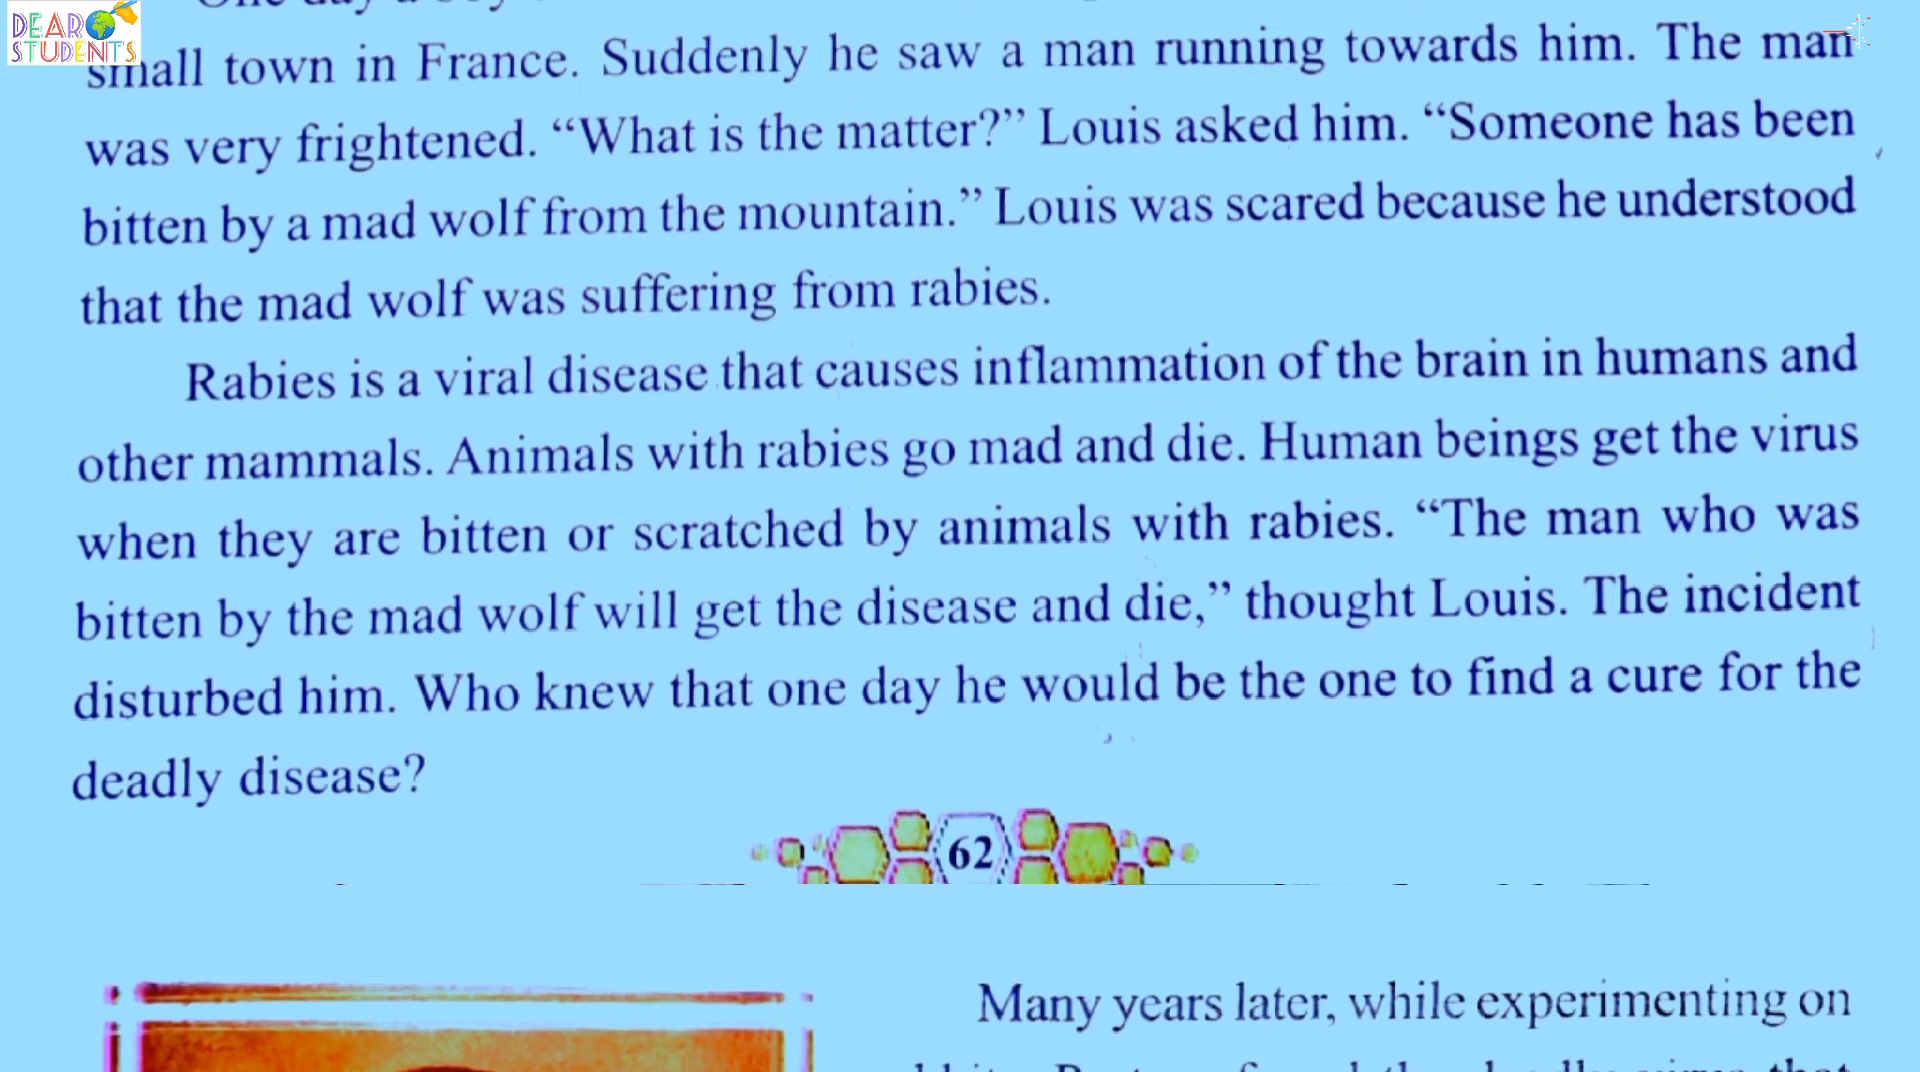 DEAR
STUDENTS
One day a boy
small town in France. Suddenly he saw a man running towards him. The man
was very frightened. “What is the matter?” Louis asked him. “Someone has been
bitten by a mad wolf from the mountain.” Louis was scared because he understood
that the mad wolf was suffering from rabies.
Rabies is a viral disease that causes inflammation of the brain in humans and
other mammals. Animals with rabies go mad and die. Human beings get the virus
when they are bitten or scratched by animals with rabies. “The man who was
bitten by the mad wolf will get the disease and die,” thought Louis. The incident
disturbed him. Who knew that one day he would be the one to find a cure for the
deadly disease?
62
Many years later, while experimenting on